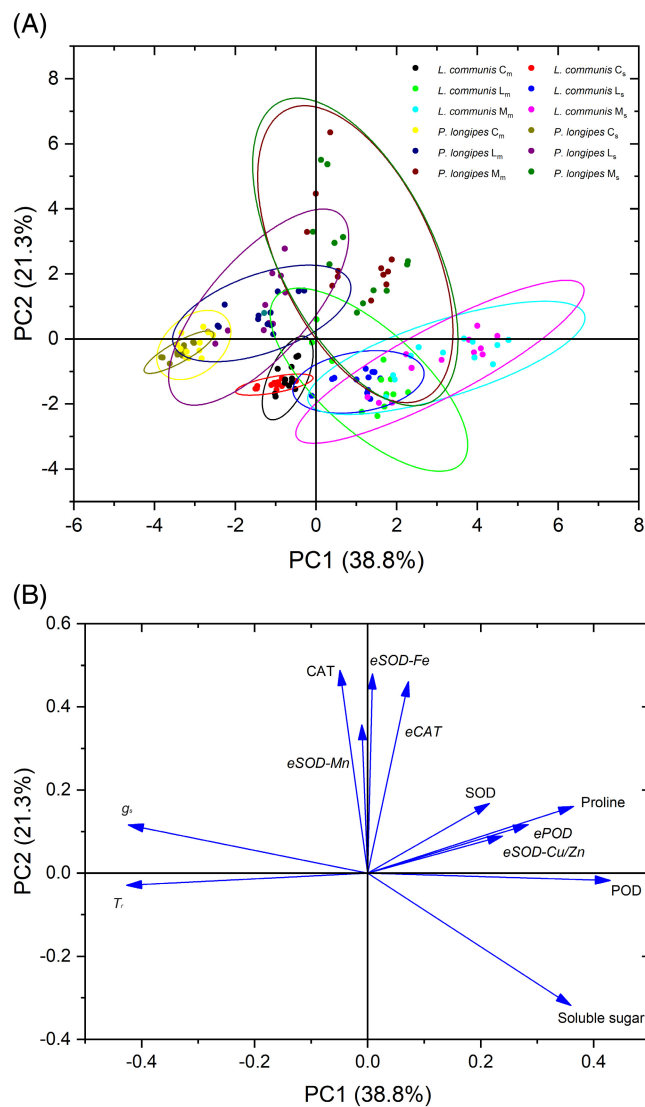 (A)
8
6
4
2
0
-2
-4
-6
-4
-2
0
2
4
6
8
PC2 (21.3%)
PC1 (38.8%)
L. communis Cm
L. communis Cs
L. communis Lm
L. communis Ls
L. communis Mm
L. communis Ms
P. longipes Cm
P. longipes Cs
P. longipes Lm
P. longipes Ls
P. longipes Mm
P. longipes Ms
(B)
0.6
0.4
0.2
0.0
-0.2
-0.4
-0.4
-0.2
0.0
0.2
0.4
PC2 (21.3%)
PC1 (38.8%)
CAT
eSOD-Fe
eCAT
eSOD-Mn
gs
SOD
Proline
ePOD
eSOD-Cu/Zn
Tr
POD
Soluble sugar